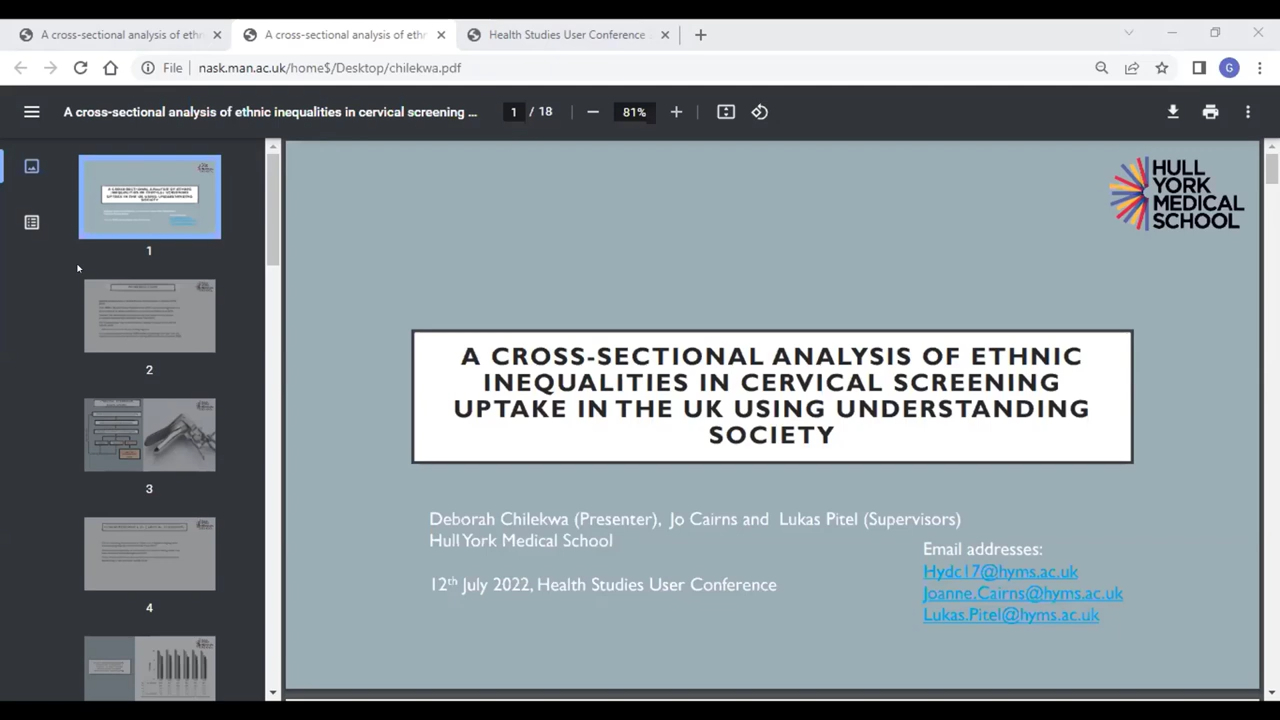 A cross-sectional analysis of ethn
A cross-sectional analysis of ethn
Health Studies User Conference
File
nask.man.ac.uk/home$/Desktop/chilekwa.pdf
G
A cross-sectional analysis of ethnic inequalities in cervical screening ...
1 / 18
81%
1
2
3
4
HULL
YORK
MEDICAL
SCHOOL
A CROSS-SECTIONAL ANALYSIS OF ETHNIC
INEQUALITIES IN CERVICAL SCREENING
UPTAKE IN THE UK USING UNDERSTANDING
SOCIETY
Deborah Chilekwa (Presenter), Jo Cairns and Lukas Pitel (Supervisors)
Hull York Medical School
12th July 2022, Health Studies User Conference
Email addresses:
Hydc17@hyms.ac.uk
Joanne.Cairns@hyms.ac.uk
Lukas.Pitel@hyms.ac.uk